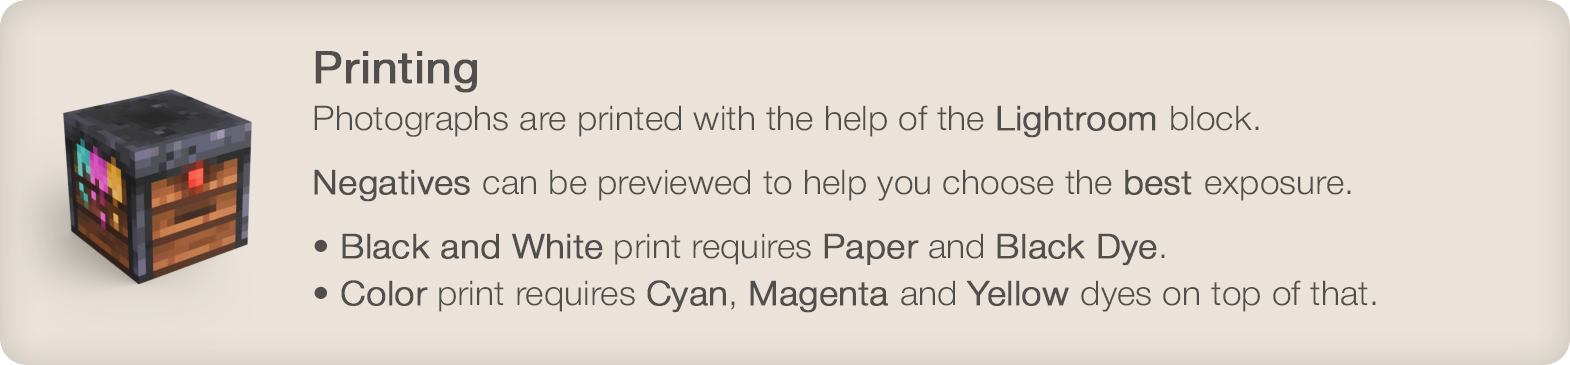 Printing
Photographs are printed with the help of the Lightroom block.
Negatives can be previewed to help you choose the best exposure.
• Black and White print requires Paper and Black Dye.
• Color print requires Cyan, Magenta and Yellow dyes on top of that.